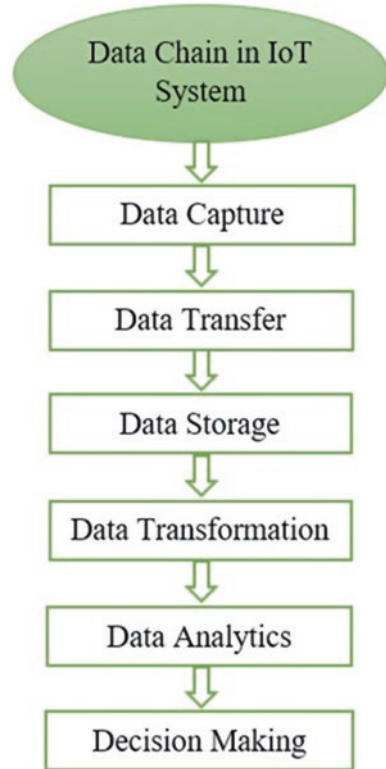 Data Chain in IoT
System
Data Capture
Data Transfer
Data Storage
Data Transformation
Data Analytics
Decision Making